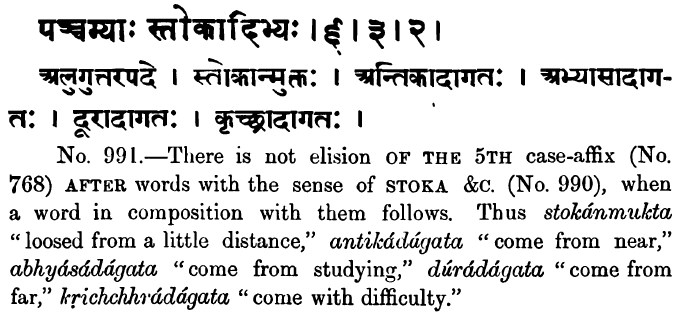 पञ्चम्याः स्तोकादिभ्यः । ६ । ३ । २ ।
अलुगुत्तरपदे । स्तोकान्मुक्तः । अन्तिकादागतः । अभ्यासादाग-
तः । दूरादागतः । कृच्छ्रादागतः ।
No. 991.—There is not elision OF THE 5TH case-affix (No.
768) AFTER words with the sense of STOKA &C. (No. 990), when
a word in composition with them follows. Thus stokánmukta
“loosed from a little distance,” antikádágata “come from near,”
abhyásádágata “come from studying,” dúrádágata “come from
far,” kṛichchhrádágata “come with difficulty.”